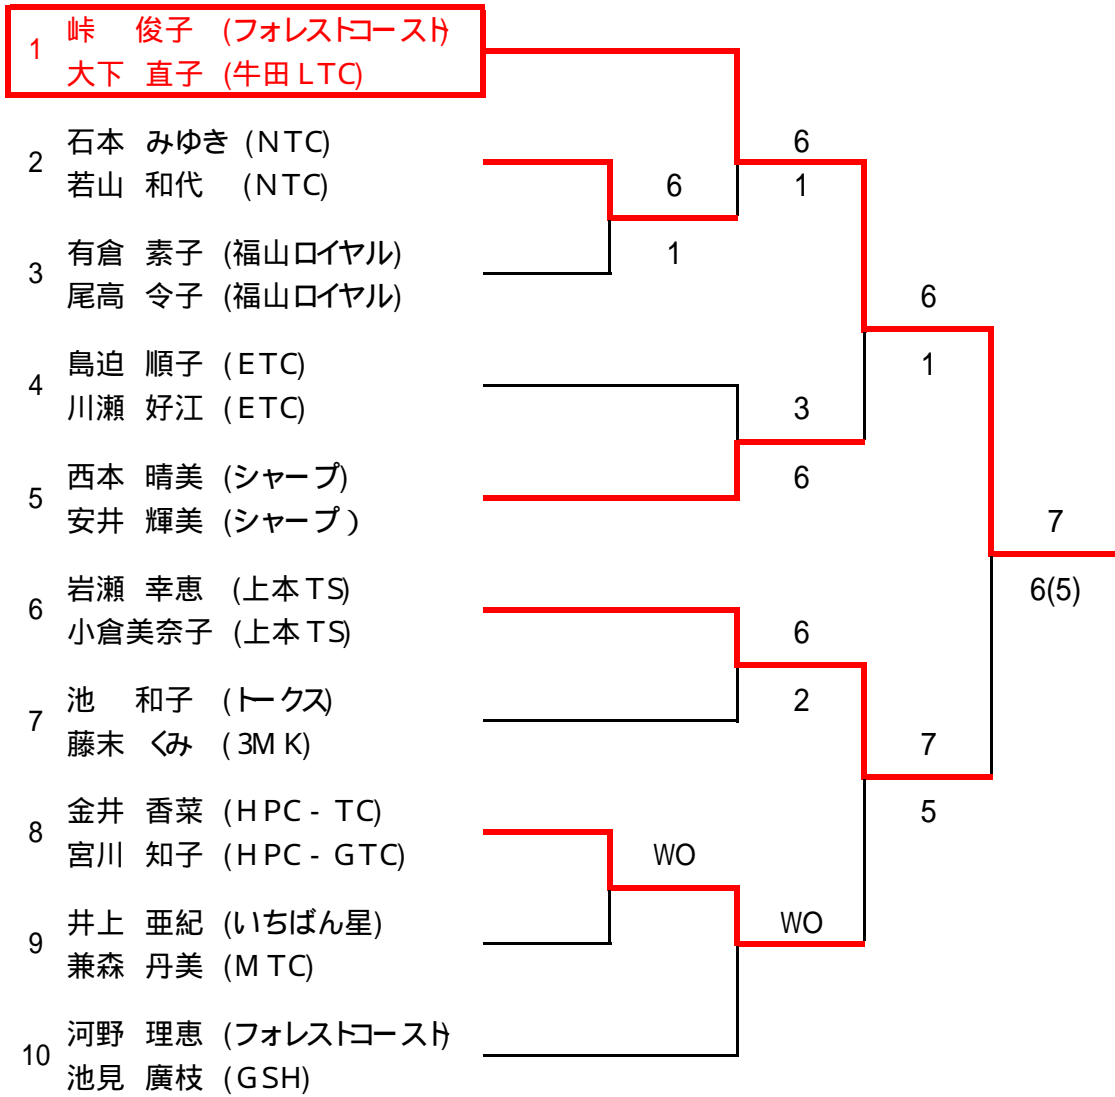 1
峠 俊子 (フォレストコースト)
大下 直子 (牛田LTC)
2
石本 みゆき (NTC)
若山 和代 (NTC)
3
有倉 素子 (福山ロイヤル)
尾高 令子 (福山ロイヤル)
4
島迫 順子 (ETC)
川瀬 好江 (ETC)
5
西本 晴美 (シャープ)
安井 輝美 (シャープ)
6
岩瀬 幸恵 (上本TS)
小倉美奈子 (上本TS)
7
池 和子 (トークス)
藤末 くみ (3MK)
8
金井 香菜 (HPC - TC)
宮川 知子 (HPC - GTC)
9
井上 亜紀 (いちばん星)
兼森 丹美 (MTC)
10
河野 理恵 (フォレストコースト)
池見 廣枝 (GSH)
6
1
WO
6
1
3
6
6
2
WO
6
1
7
5
7
6(5)